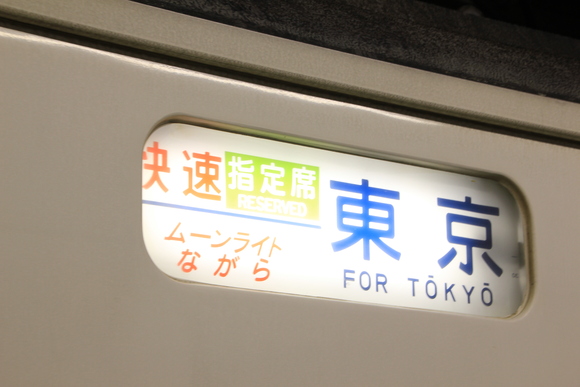 快速 指定席
RESERVED
ムーンライト
ながら
東京
FOR TŌKYŌ